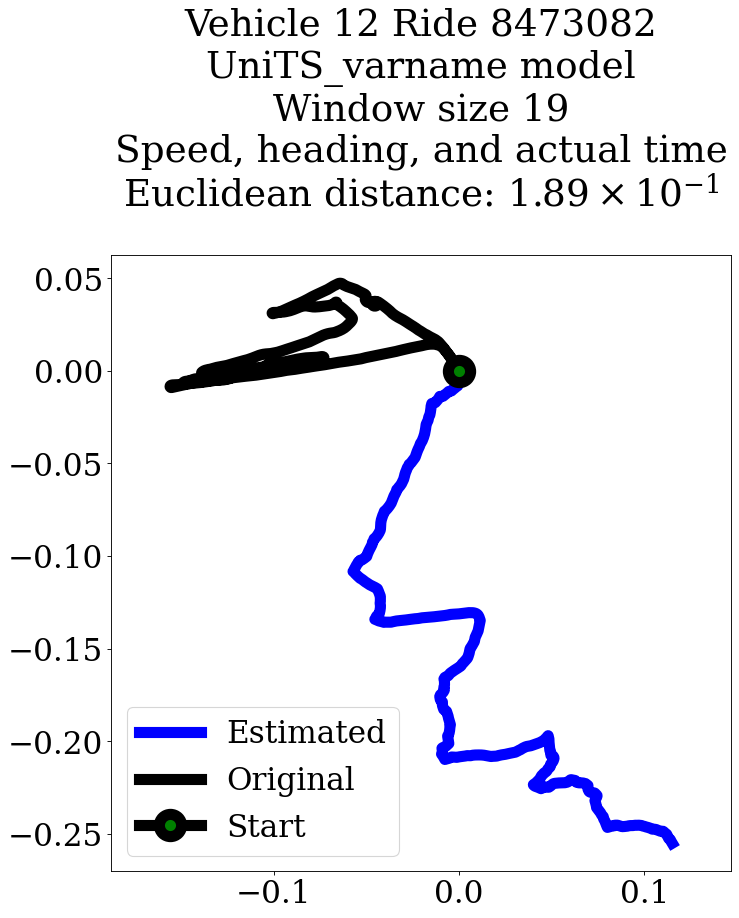 Vehicle 12 Ride 8473082
UniTS_varname model
Window size 19
Speed, heading, and actual time
Euclidean distance: 1.89 × 10⁻¹
0.05
0.00
−0.05
−0.10
−0.15
−0.20
−0.25
Estimated
Original
Start
−0.1
0.0
0.1